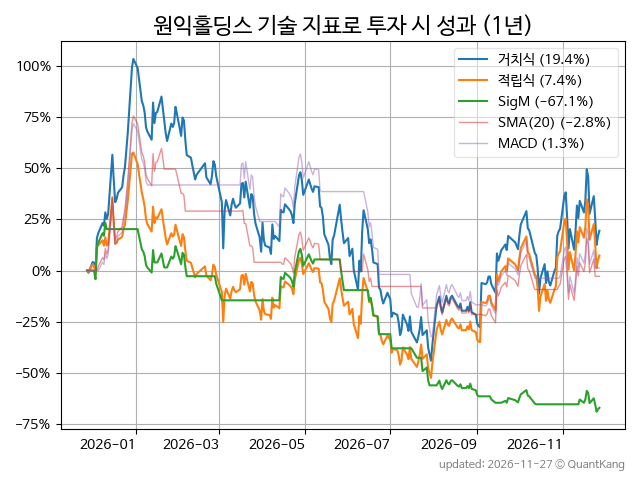 원익홀딩스 기술 지표로 투자 시 성과 (1년)
거치식 (19.4%)
적립식 (7.4%)
SigM (−67.1%)
SMA(20) (−2.8%)
MACD (1.3%)
100%
75%
50%
25%
0%
−25%
−50%
−75%
2026-01
2026-03
2026-05
2026-07
2026-09
2026-11
updated: 2026-11-27 © QuantKang